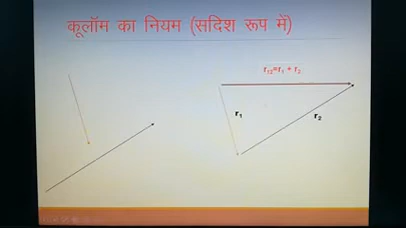 कूलॉम का नियम (सदिश रूप में)
r₁₂=r₁ + r₂
r₁
r₂